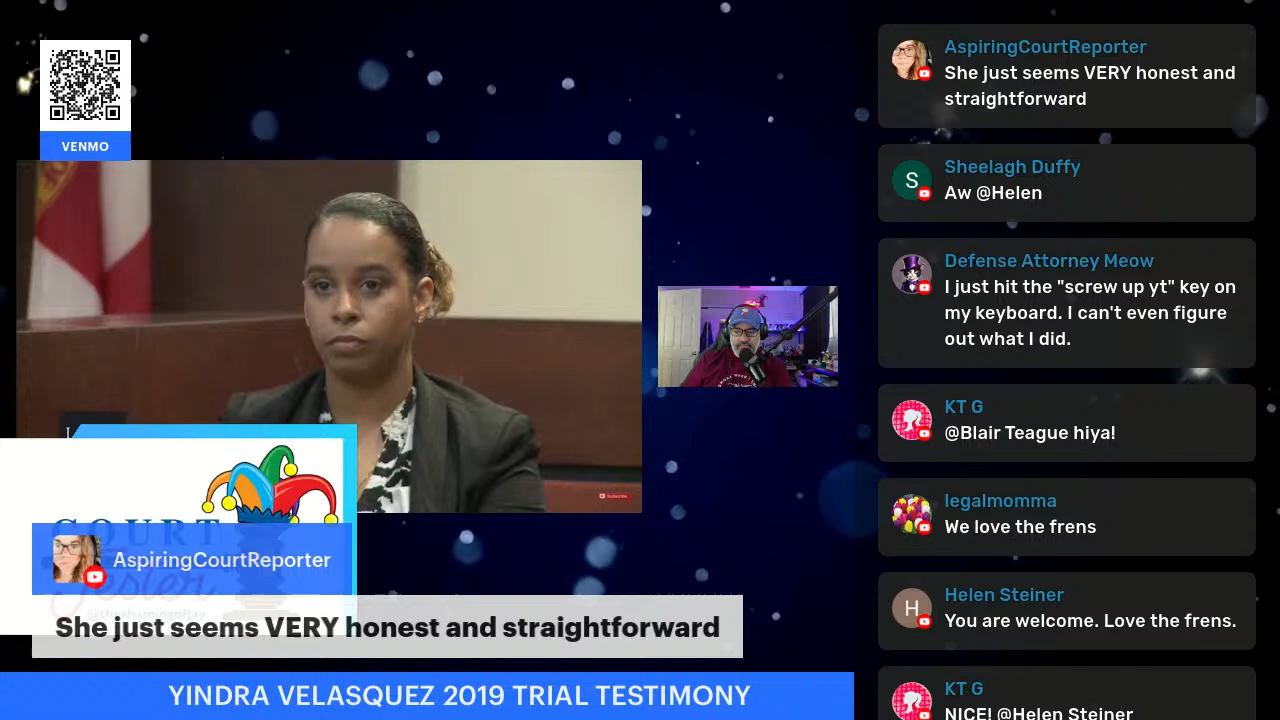 VENMO
Subscribe
COURT
Jester
AspiringCourtReporter
She just seems VERY honest and straightforward
YINDRA VELASQUEZ 2019 TRIAL TESTIMONY
AspiringCourtReporter
She just seems VERY honest and
straightforward
S
Sheelagh Duffy
Aw @Helen
Defense Attorney Meow
I just hit the "screw up yt" key on
my keyboard. I can't even figure
out what I did.
KT G
@Blair Teague hiya!
legalmomma
We love the frens
H
Helen Steiner
You are welcome. Love the frens.
KT G
NICE! @Helen Steiner